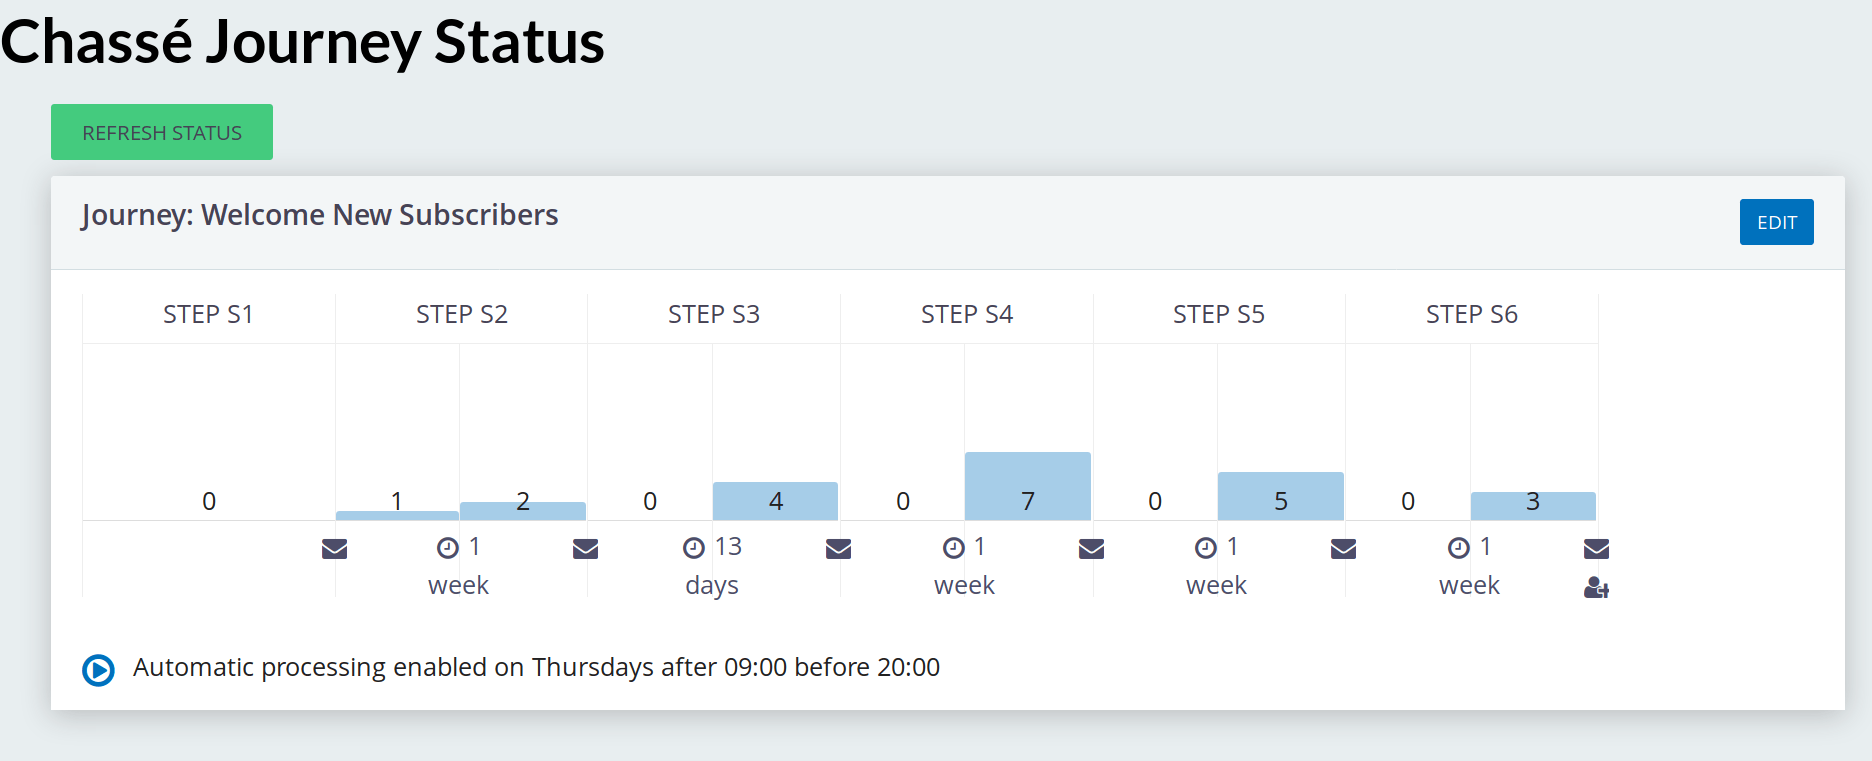 Chassé Journey Status
REFRESH STATUS
Journey: Welcome New Subscribers
EDIT
STEP S1 STEP S2 STEP S3 STEP S4 STEP S5 STEP S6
0 1 2 0 4 0 7 0 5 0 3
1 13 1 1 1
week days week week week
Automatic processing enabled on Thursdays after 09:00 before 20:00